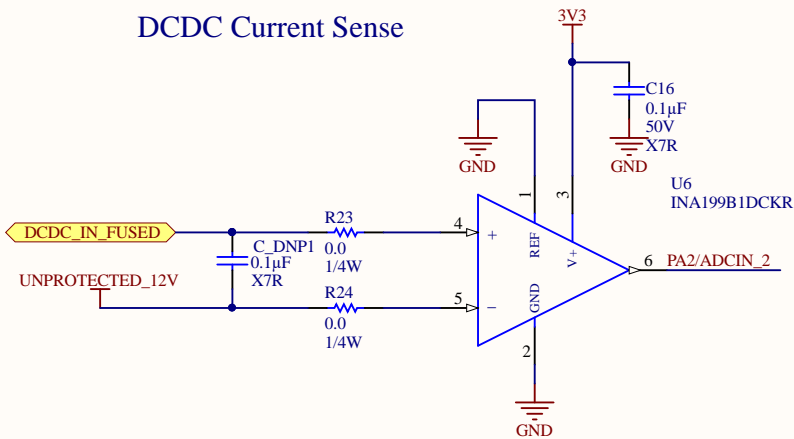 DCDC Current Sense
3V3
C16
0.1µF
50V
X7R
GND
GND
U6
INA199B1DCKR
1
3
REF
V+
DCDC_IN_FUSED
R23
0.0
1/4W
4
+
C_DNP1
0.1µF
X7R
6
PA2/ADCIN_2
UNPROTECTED_12V
R24
0.0
1/4W
5
−
GND
2
GND